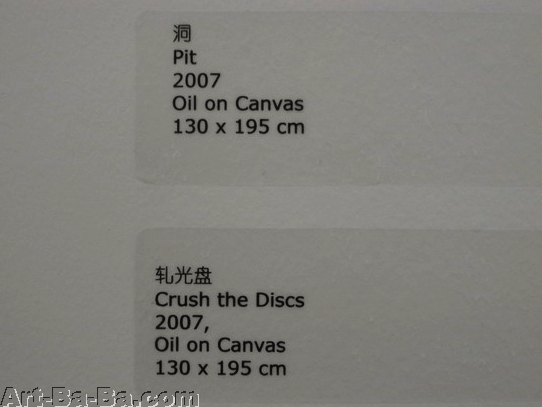 洞
Pit
2007
Oil on Canvas
130 x 195 cm
轧光盘
Crush the Discs
2007,
Oil on Canvas
130 x 195 cm
Art-Ba-Ba.com